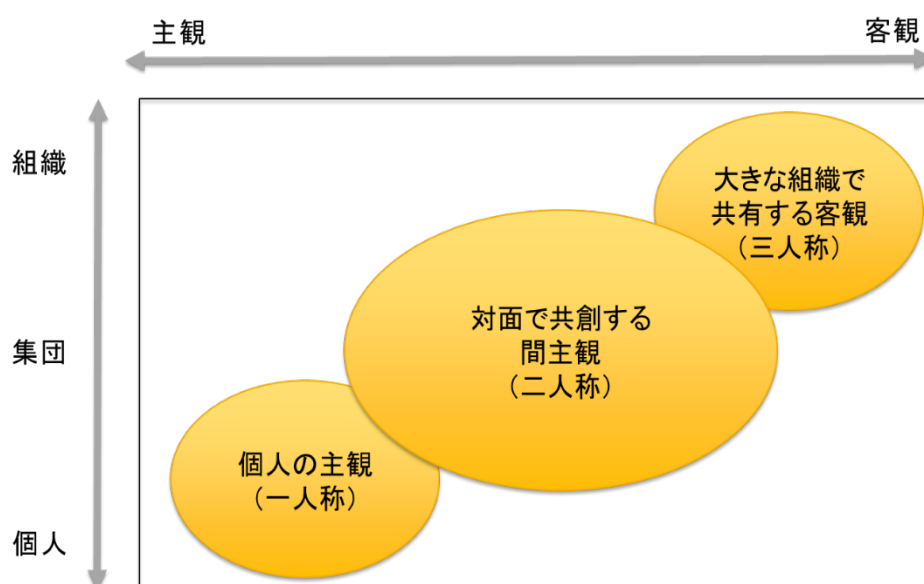 主観
客観
組織
集団
個人
大きな組織で
共有する客観
（三人称）
対面で共創する
間主観
（二人称）
個人の主観
（一人称）